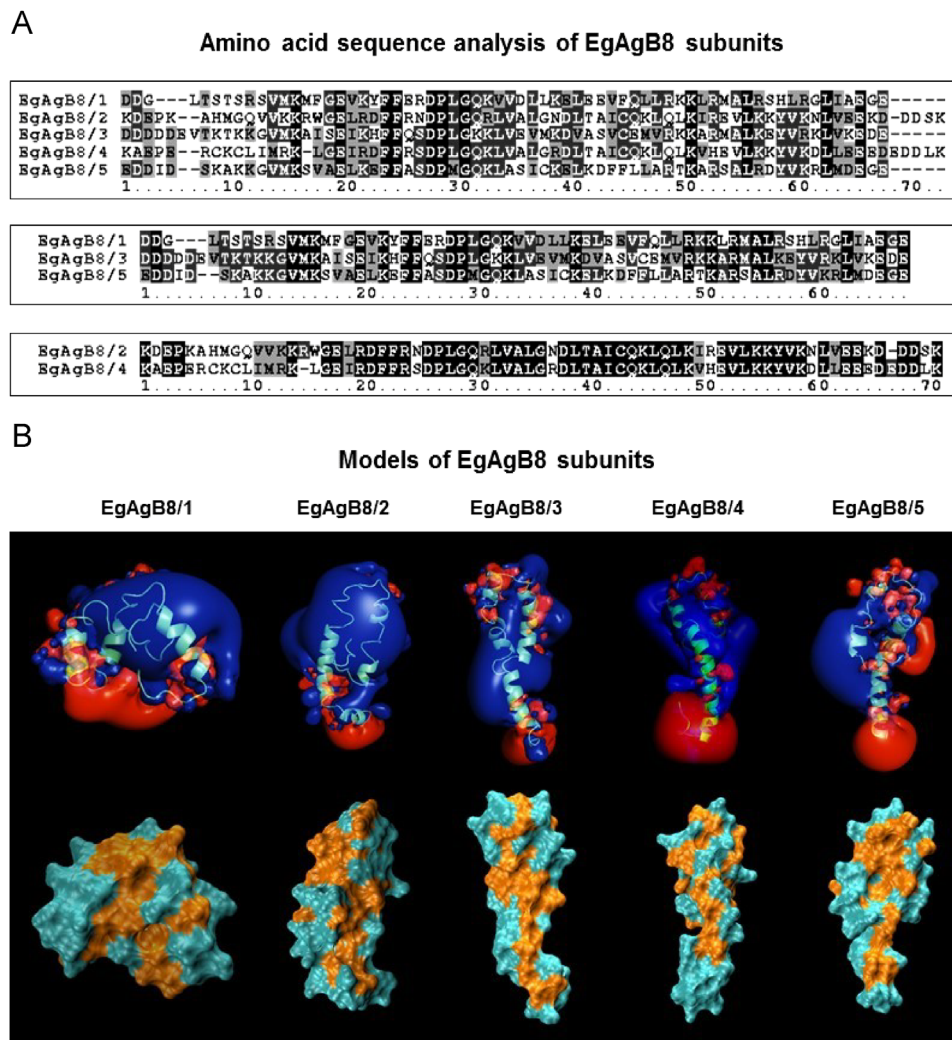 A
Amino acid sequence analysis of EgAgB8 subunits
EgAgB8/1 DDG---LTSTSRSVMKMFGEVKYFFERDPLGQKVVDLLKELEEVFQLLRKKLRMALRSHLRGLIAEGE-----
EgAgB8/2 KDEPK-AHMGQVVKKRWGELRDFFRNDPLGQRLVALGNDLTAICQKLQLKIREVLKKYVKNLVEEKD-DDSK
EgAgB8/3 DDDDDEVTKTKKGVMKAISEIKHFFQSDPLGKKLVEVMKDVASVCEMVRKKARMALKEYVRKLVKEDE-----
EgAgB8/4 KAEPE--RCKCLIMRK-LGEIRDFFRSDPLGQKLVALGRDLTAICQKLQLKVHEVLKKYVKDLLEEEDEDDLK
EgAgB8/5 EDDID-SKAKKGVMKSVAELKEFFASDPMGQKLASICKELKDFFLLARTKARSALRDYVKRLMDEGE-----
1........10........20........30........40........50........60........70...
EgAgB8/1 DDG---LTSTSRSVMKMFGEVKYFFERDPLGQKVVDLLKELEEVFQLLRKKLRMALRSHLRGLIAEGE
EgAgB8/3 DDDDDEVTKTKKGVMKAISEIKHFFQSDPLGKKLVEVMKDVASVCEMVRKKARMALKEYVRKLVKEDE
EgAgB8/5 EDDID--SKAKKGVMKSVAELKEFFASDPMGQKLASICKELKDFFLLARTKARSALRDYVKRLMDEGE
1........10........20........30........40........50........60.......
EgAgB8/2 KDEPKAHMGQVVKKRWGELRDFFRNDPLGQRLVALGNDLTAICQKLQLKIREVLKKYVKNLVEEKD-DDSK
EgAgB8/4 KAEPERCKCLIMRK-LGEIRDFFRSDPLGQKLVALGRDLTAICQKLQLKVHEVLKKYVKDLLEEEDEDDLK
1........10........20........30........40........50........60........70
B
Models of EgAgB8 subunits
EgAgB8/1 EgAgB8/2 EgAgB8/3 EgAgB8/4 EgAgB8/5